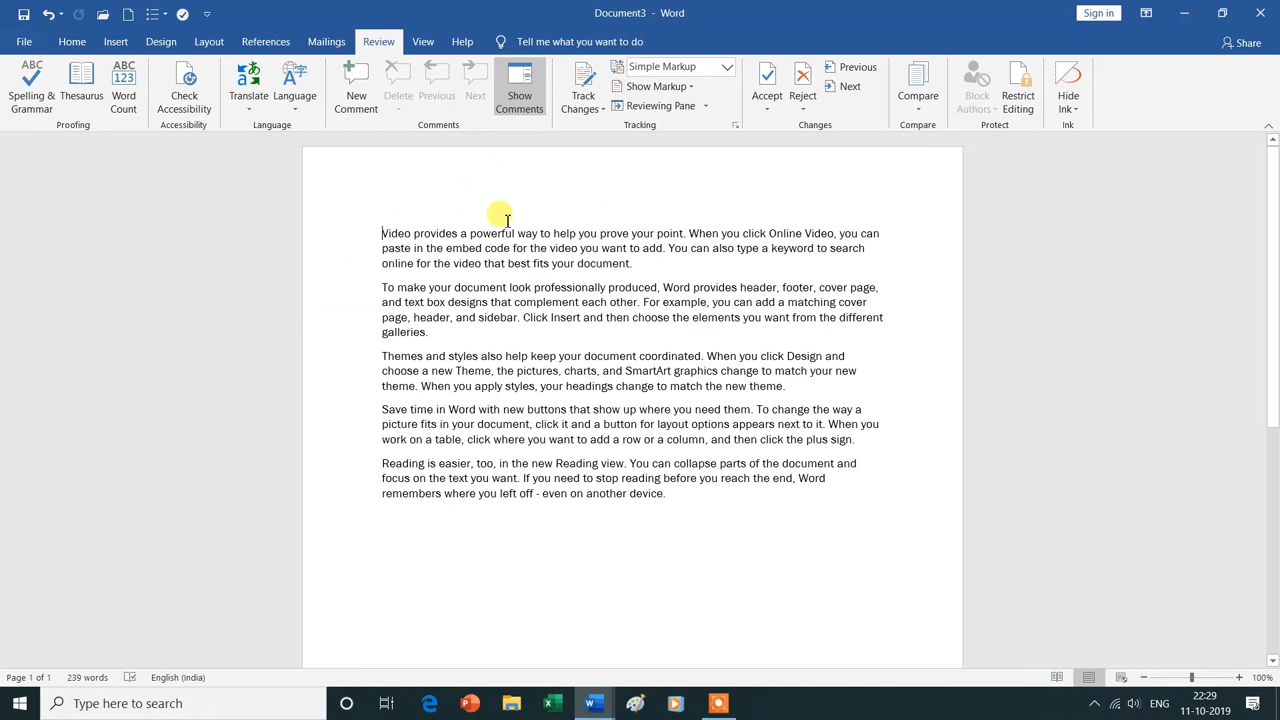 Document3 - Word
Sign in
File Home Insert Design Layout References Mailings Review View Help Tell me what you want to do Share
ABC Spelling & Grammar
Thesaurus
ABC 123 Word Count
Proofing
Check Accessibility
Accessibility
Translate
Language
Language
New Comment
Delete
Previous
Next
Show Comments
Comments
Track Changes
Simple Markup
Show Markup
Reviewing Pane
Tracking
Accept
Reject
Previous
Next
Changes
Compare
Compare
Block Authors
Restrict Editing
Protect
Hide Ink
Ink
Video provides a powerful way to help you prove your point. When you click Online Video, you can
paste in the embed code for the video you want to add. You can also type a keyword to search
online for the video that best fits your document.
To make your document look professionally produced, Word provides header, footer, cover page,
and text box designs that complement each other. For example, you can add a matching cover
page, header, and sidebar. Click Insert and then choose the elements you want from the different
galleries.
Themes and styles also help keep your document coordinated. When you click Design and
choose a new Theme, the pictures, charts, and SmartArt graphics change to match your new
theme. When you apply styles, your headings change to match the new theme.
Save time in Word with new buttons that show up where you need them. To change the way a
picture fits in your document, click it and a button for layout options appears next to it. When you
work on a table, click where you want to add a row or a column, and then click the plus sign.
Reading is easier, too, in the new Reading view. You can collapse parts of the document and
focus on the text you want. If you need to stop reading before you reach the end, Word
remembers where you left off - even on another device.
Page 1 of 1 239 words English (India) 100%
Type here to search
ENG
22:29
11-10-2019